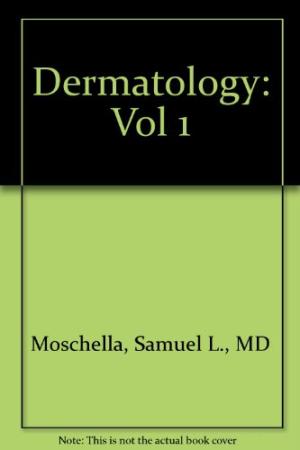 Dermatology:
Vol 1
Moschella, Samuel L., MD
Note: This is not the actual book cover